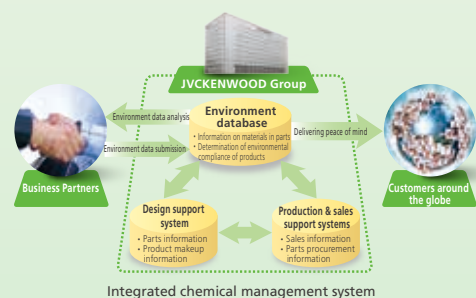 JVCKENWOOD Group
Environment
database
• Information on materials in parts
• Determination of environmental
compliance of products
Environment data analysis
Environment data submission
Delivering peace of mind
Business Partners
Customers around
the globe
Design support
system
• Parts information
• Product makeup
information
Production & sales
support systems
• Sales information
• Parts procurement
information
Integrated chemical management system